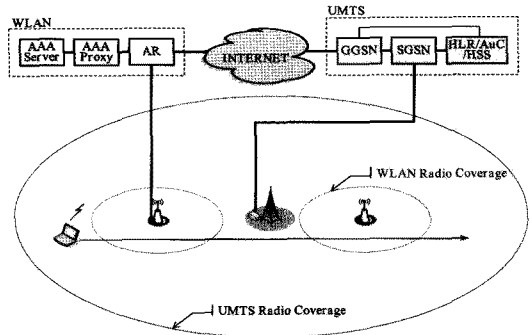 WLAN
UMTS
AAA
Server
AAA
Proxy
AR
INTERNET
GGSN
SGSN
HLR/AuC
/HSS
WLAN Radio Coverage
UMTS Radio Coverage